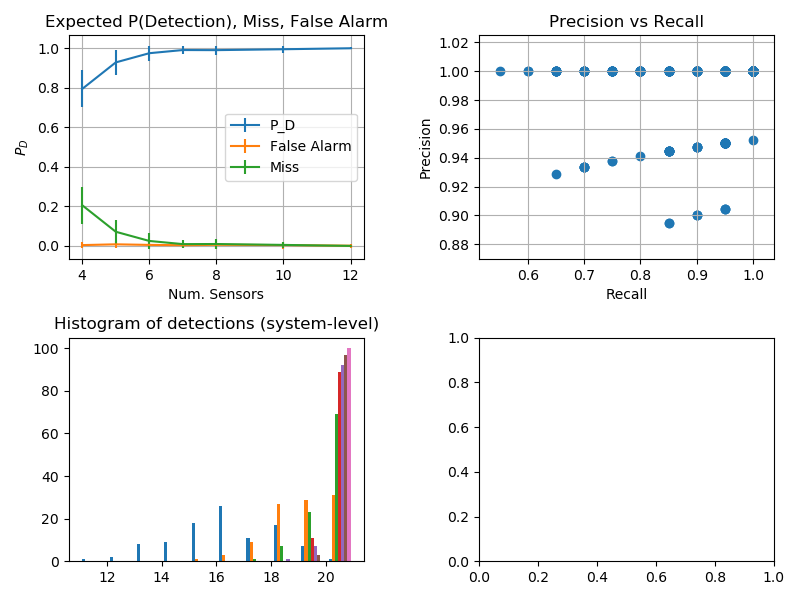 Expected P(Detection), Miss, False Alarm
1.0
0.8
0.6
0.4
0.2
0.0
P_D
P_D
False Alarm
Miss
4 6 8 10 12
Num. Sensors
Precision vs Recall
1.02
1.00
0.98
0.96
0.94
0.92
0.90
0.88
Precision
0.6 0.7 0.8 0.9 1.0
Recall
Histogram of detections (system-level)
100
80
60
40
20
0
12 14 16 18 20
1.0
0.8
0.6
0.4
0.2
0.0
0.0 0.2 0.4 0.6 0.8 1.0